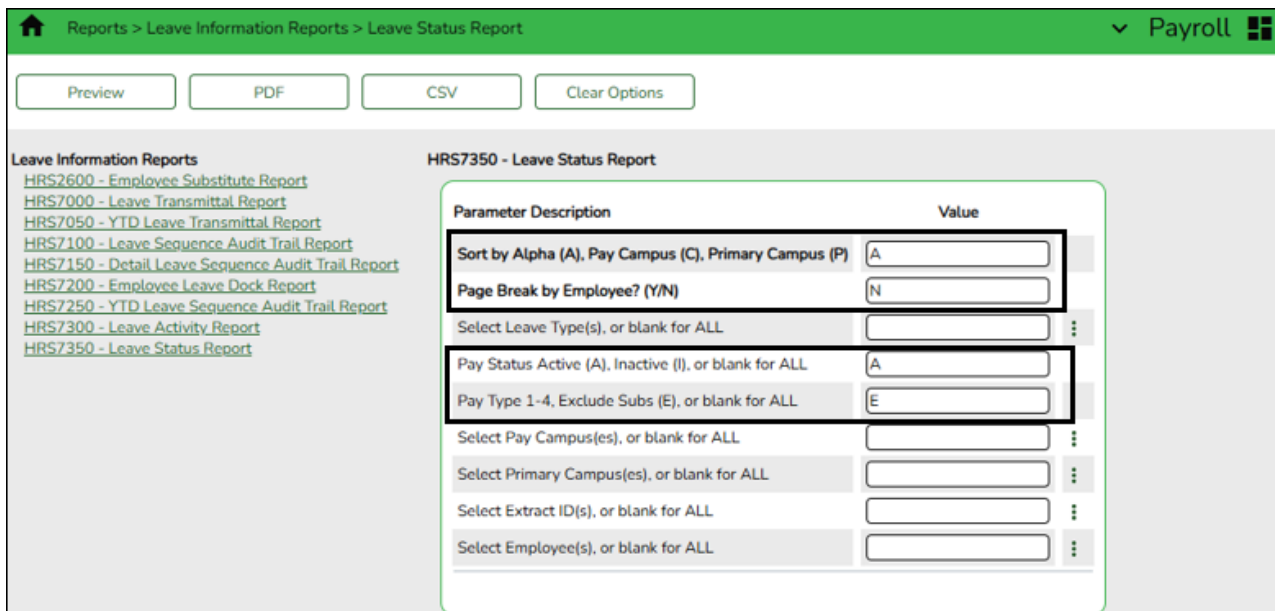 Reports > Leave Information Reports > Leave Status Report
Payroll
Preview PDF CSV Clear Options
Leave Information Reports
HRS2600 - Employee Substitute Report
HRS7000 - Leave Transmittal Report
HRS7050 - YTD Leave Transmittal Report
HRS7100 - Leave Sequence Audit Trail Report
HRS7150 - Detail Leave Sequence Audit Trail Report
HRS7200 - Employee Leave Dock Report
HRS7250 - YTD Leave Sequence Audit Trail Report
HRS7300 - Leave Activity Report
HRS7350 - Leave Status Report
HRS7350 - Leave Status Report
Parameter Description Value
Sort by Alpha (A), Pay Campus (C), Primary Campus (P) A
Page Break by Employee? (Y/N) N
Select Leave Type(s), or blank for ALL
Pay Status Active (A), Inactive (I), or blank for ALL A
Pay Type 1-4, Exclude Subs (E), or blank for ALL E
Select Pay Campus(es), or blank for ALL
Select Primary Campus(es), or blank for ALL
Select Extract ID(s), or blank for ALL
Select Employee(s), or blank for ALL